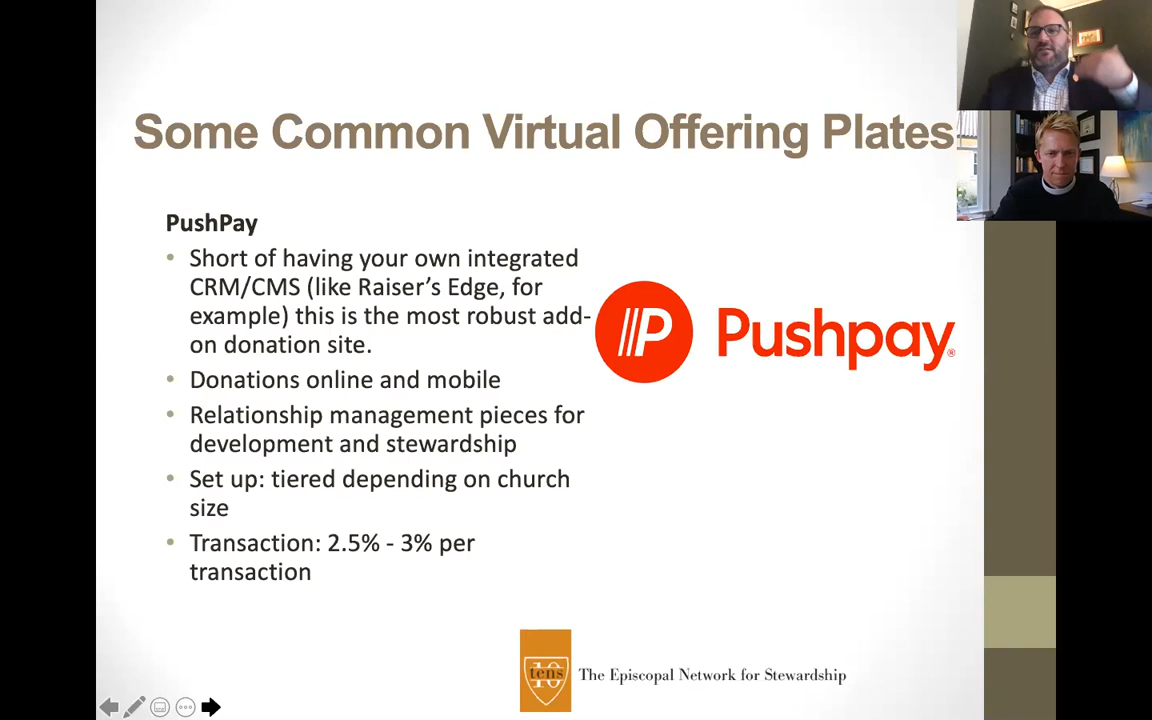 Some Common Virtual Offering Plates
PushPay
• Short of having your own integrated
CRM/CMS (like Raiser’s Edge, for
example) this is the most robust add-
on donation site.
• Donations online and mobile
• Relationship management pieces for
development and stewardship
• Set up: tiered depending on church
size
• Transaction: 2.5% - 3% per
transaction
P Pushpay®
tens
10
The Episcopal Network for Stewardship